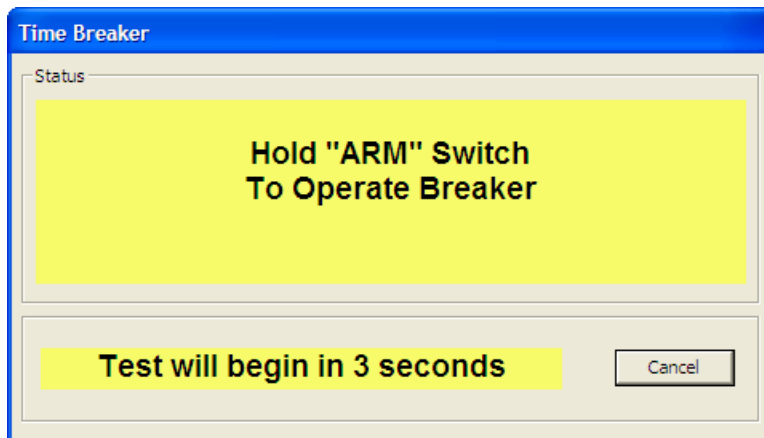 Time Breaker
Status
Hold "ARM" Switch
To Operate Breaker
Test will begin in 3 seconds
Cancel